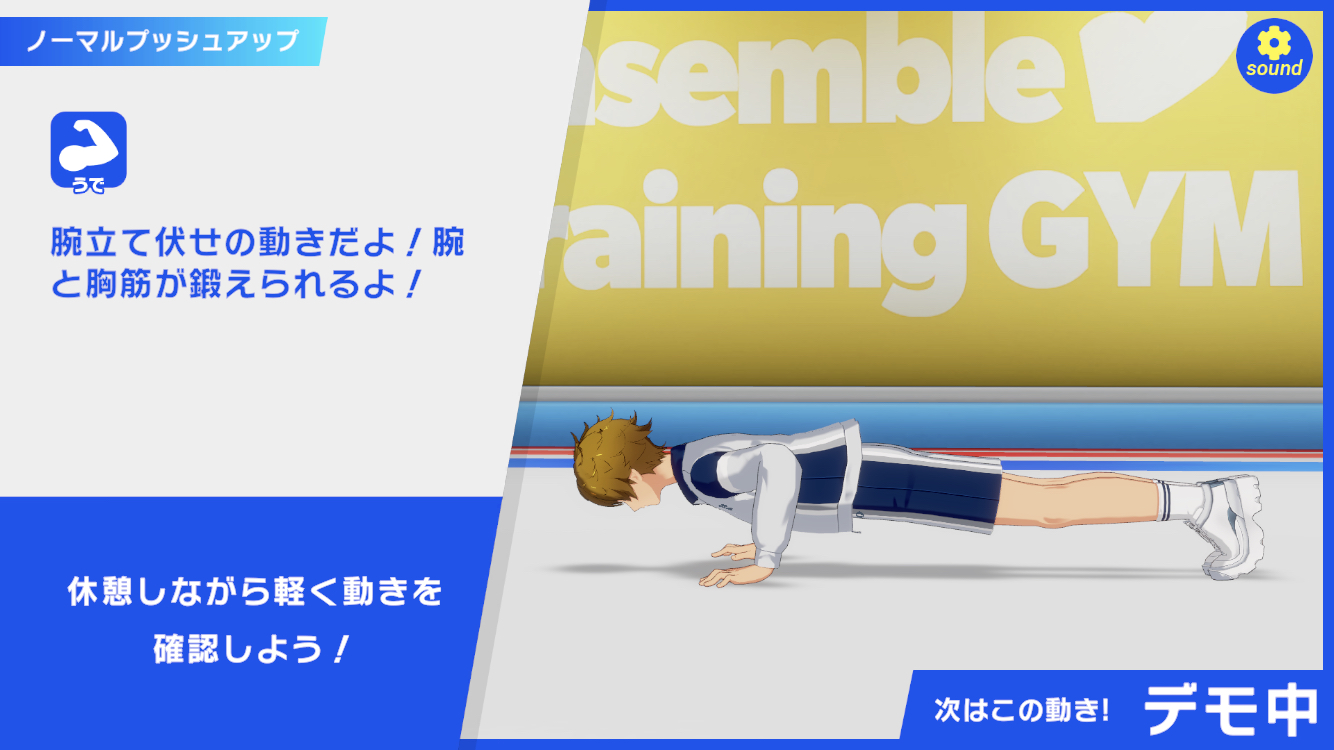 ノーマルプッシュアップ
うで
腕立て伏せの動きだよ！腕
と胸筋が鍛えられるよ！
休憩しながら軽く動きを
確認しよう！
semble
raining GYM
sound
次はこの動き!
デモ中